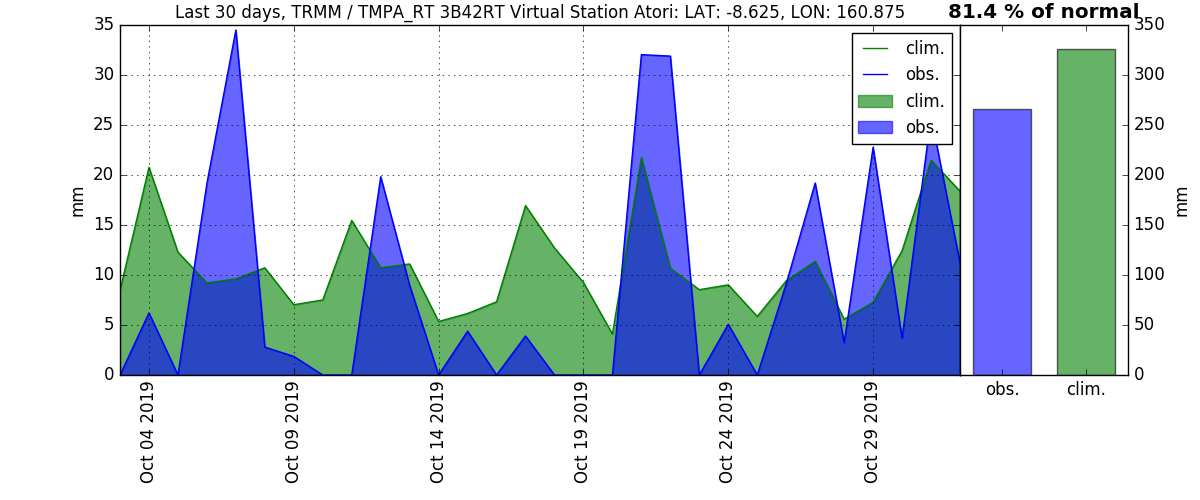 Last 30 days, TRMM / TMPA_RT 3B42RT Virtual Station Atori: LAT: -8.625, LON: 160.875
81.4 % of normal
35
30
25
20
15
10
5
0
mm
clim.
obs.
clim.
obs.
350
300
250
200
150
100
50
0
mm
Oct 04 2019
Oct 09 2019
Oct 14 2019
Oct 19 2019
Oct 24 2019
Oct 29 2019
obs.
clim.